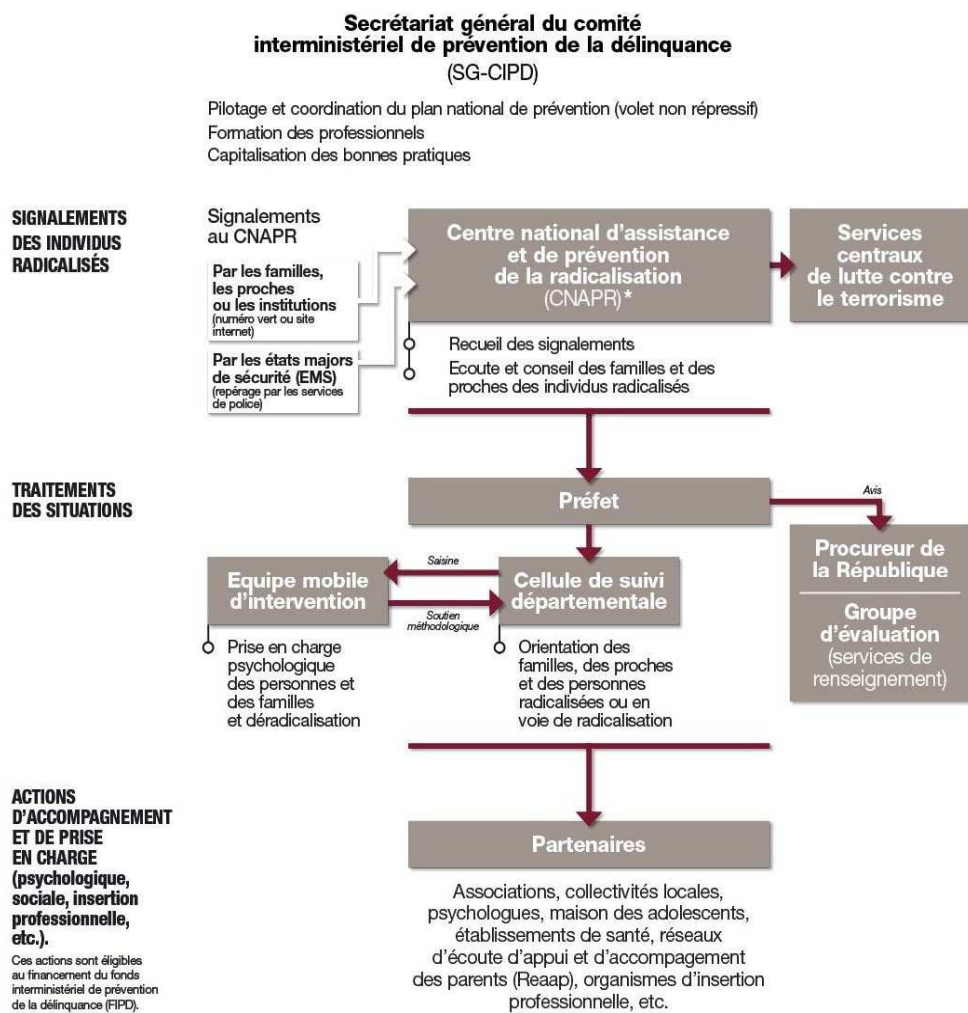 Secrétariat général du comité
interministériel de prévention de la délinquance
(SG-CIPD)
Pilotage et coordination du plan national de prévention (volet non répressif)
Formation des professionnels
Capitalisation des bonnes pratiques
SIGNALEMENTS
DES INDIVIDUS
RADICALISÉS
Signalements
au CNAPR
Par les familles,
les proches
ou les institutions
(numéro vert ou site
internet)
Par les états majors
de sécurité (EMS)
(repérage par les services
de police)
Centre national d'assistance
et de prévention
de la radicalisation
(CNAPR)*
Services
centraux
de lutte contre
le terrorisme
Recueil des signalements
Ecoute et conseil des familles et des
proches des individus radicalisés
TRAITEMENTS
DES SITUATIONS
Préfet
Avis
Procureur de
la République
Groupe
d'évaluation
(services de
renseignement)
Equipe mobile
d'intervention
Saisine
Soutien
méthodologique
Cellule de suivi
départementale
Prise en charge
psychologique
des personnes et
des familles
et déradicalisation
Orientation des
familles, des proches
et des personnes
radicalisées ou en
voie de radicalisation
ACTIONS
D'ACCOMPAGNEMENT
ET DE PRISE
EN CHARGE
(psychologique,
sociale, insertion
professionnelle,
etc.).
Ces actions sont éligibles
au financement du fonds
interministériel de prévention
de la délinquance (FIPD).
Partenaires
Associations, collectivités locales,
psychologues, maison des adolescents,
établissements de santé, réseaux
d'écoute d'appui et d'accompagnement
des parents (Reaap), organismes d'insertion
professionnelle, etc.